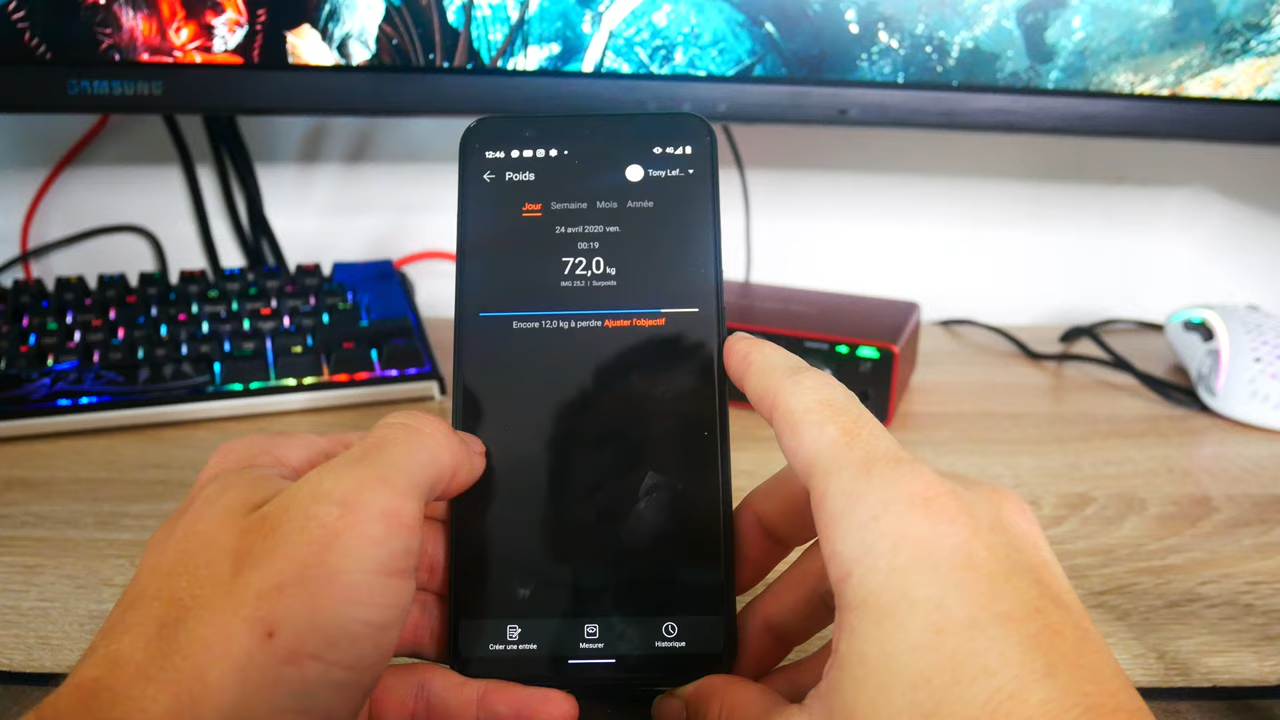 SAMSUNG
12:46
4G
Poids
Tony Lef...
Jour Semaine Mois Année
24 avril 2020 ven.
00:19
72,0 kg
IMG 25,2 | Surpoids
Encore 12,0 kg à perdre Ajuster l'objectif
Créer une entrée Mesurer Historique